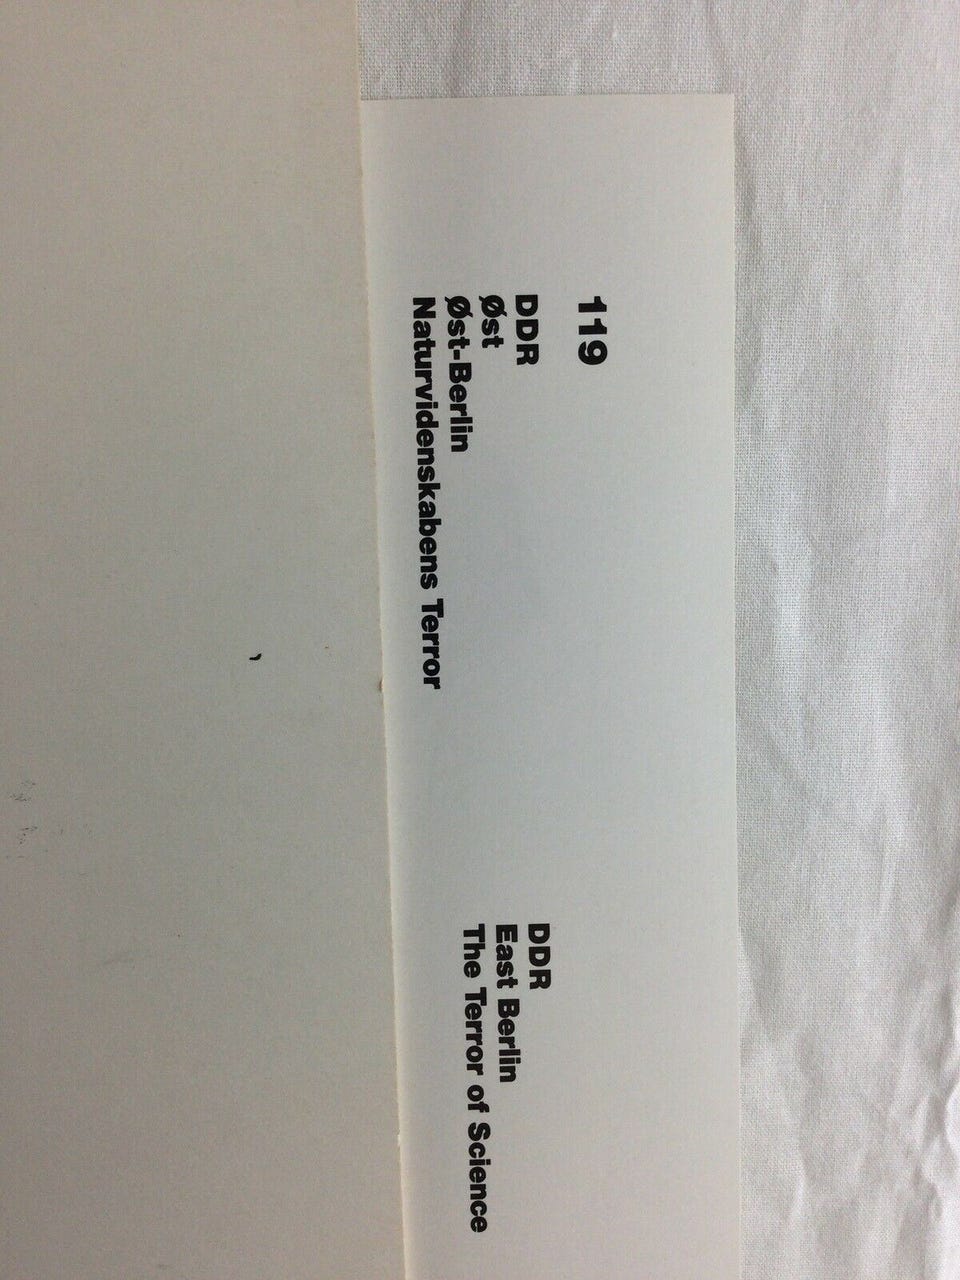 119
DDR
Øst
Øst-Berlin
Naturvidenskabens Terror
DDR
East Berlin
The Terror of Science